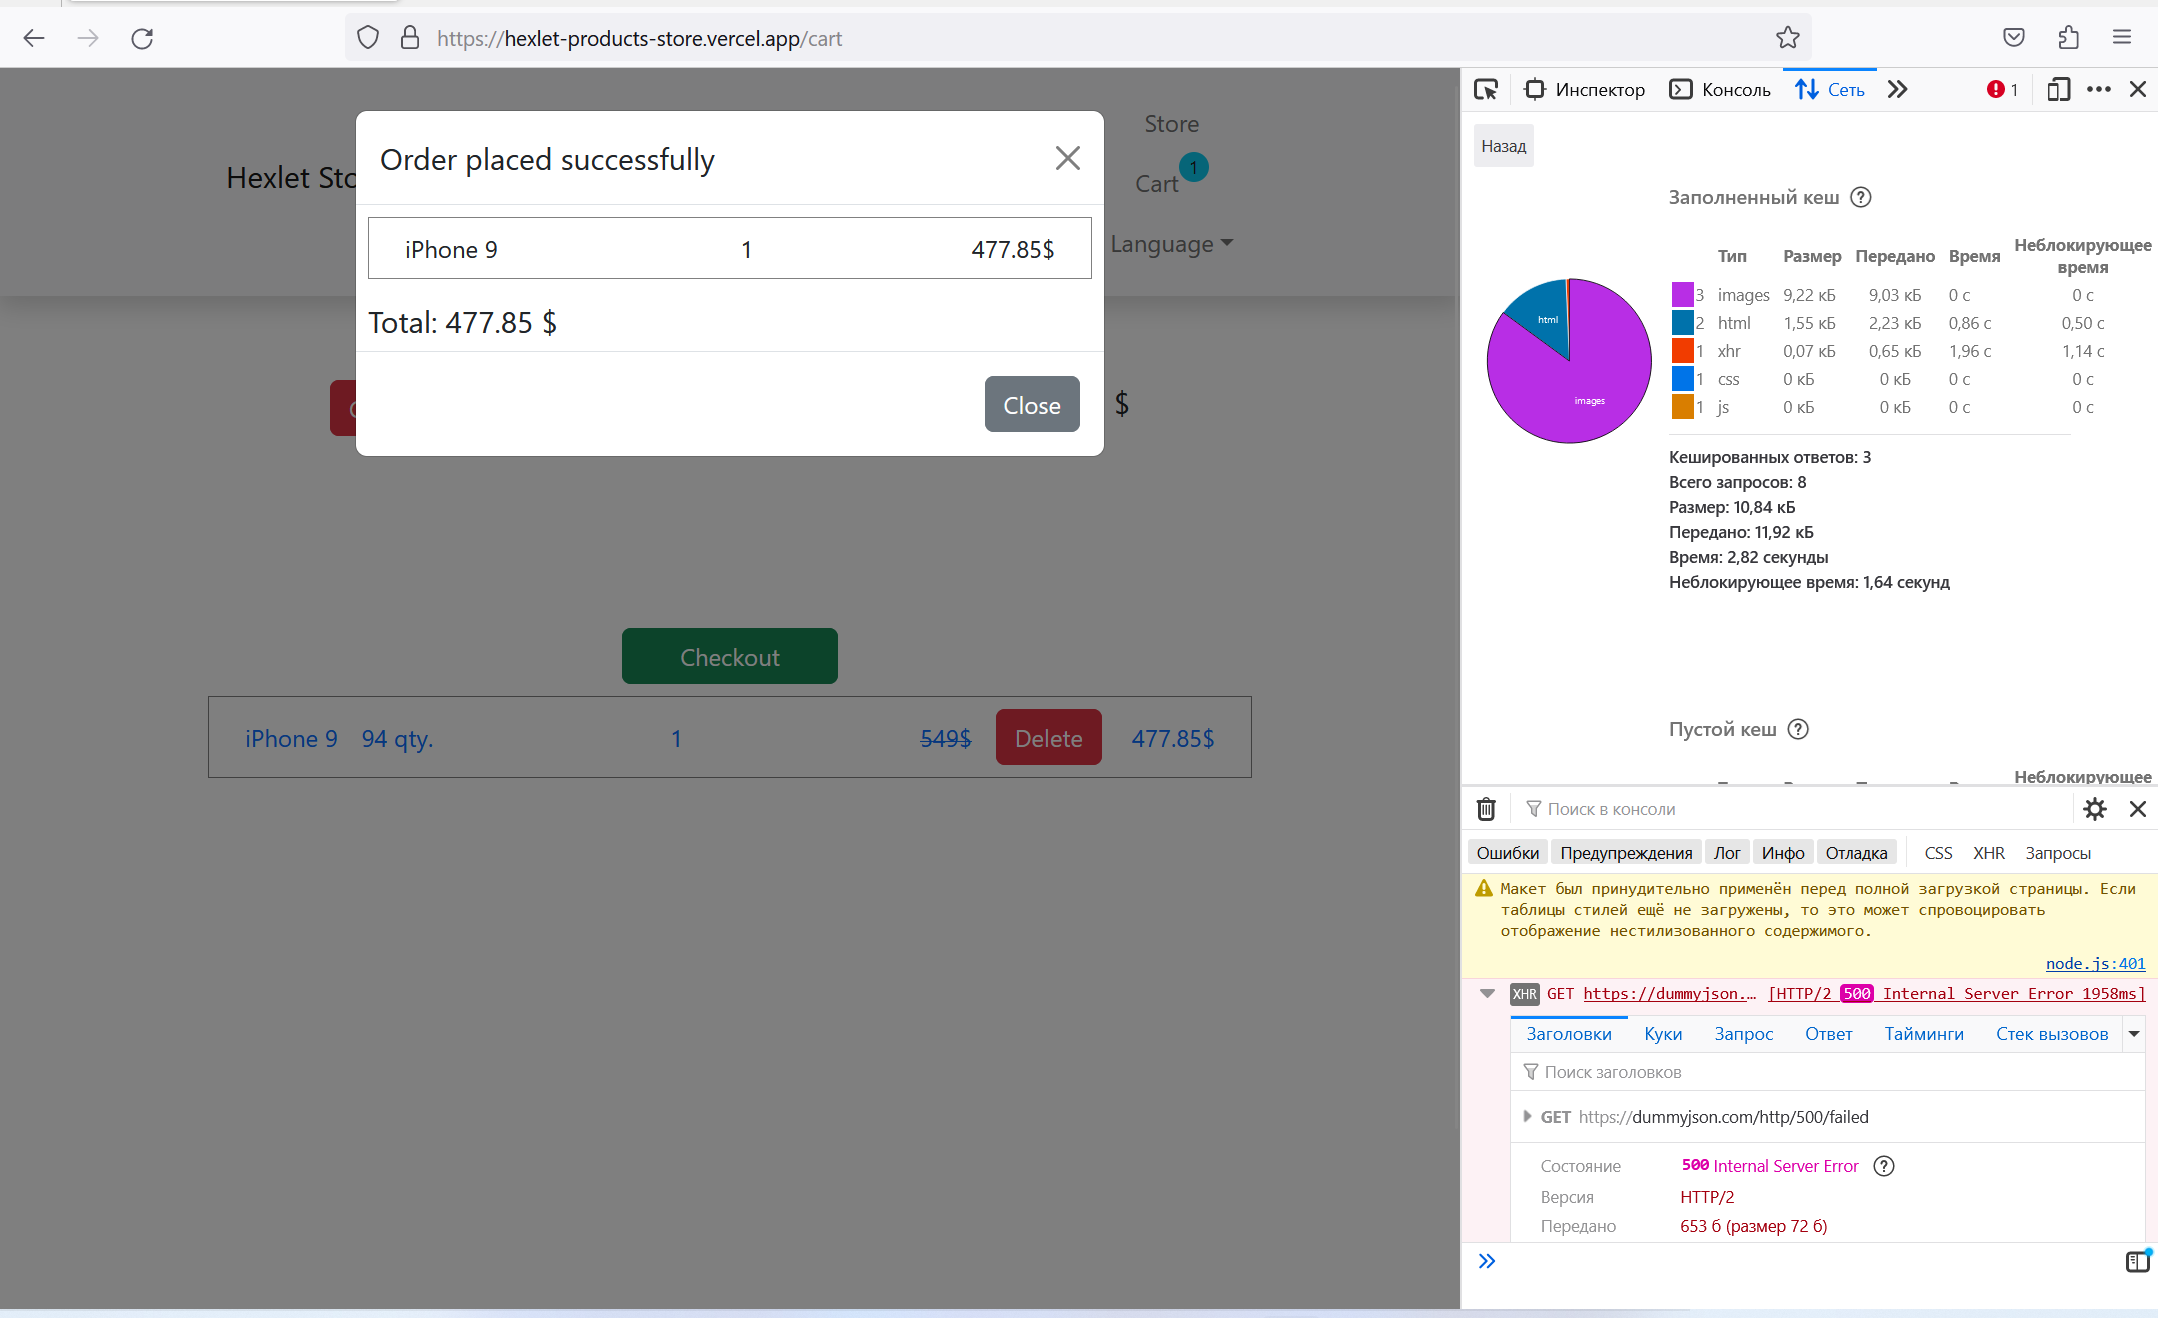 https://hexlet-products-store.vercel.app/cart
Store
Hexlet Sto
Cart
1
Language
Order placed successfully
iPhone 9 1 477.85$
Total: 477.85 $
Close
$
Checkout
iPhone 9 94 qty. 1 549$ Delete 477.85$
Инспектор Консоль Сеть 1
Назад
Заполненный кеш
Тип Размер Передано Время Неблокирующее время
3 images 9,22 кБ 9,03 кБ 0 с 0 с
2 html 1,55 кБ 2,23 кБ 0,86 с 0,50 с
1 xhr 0,07 кБ 0,65 кБ 1,96 с 1,14 с
1 css 0 кБ 0 кБ 0 с 0 с
1 js 0 кБ 0 кБ 0 с 0 с
html
images
Кешированных ответов: 3
Всего запросов: 8
Размер: 10,84 кБ
Передано: 11,92 кБ
Время: 2,82 секунды
Неблокирующее время: 1,64 секунд
Пустой кеш
Неблокирующее
Поиск в консоли
Ошибки Предупреждения Лог Инфо Отладка CSS XHR Запросы
Макет был принудительно применён перед полной загрузкой страницы. Если
таблицы стилей ещё не загружены, то это может спровоцировать
отображение нестилизованного содержимого.
node.js:401
XHR GET https://dummyjson.… [HTTP/2 500 Internal Server Error 1958ms]
Заголовки Куки Запрос Ответ Тайминги Стек вызовов
Поиск заголовков
GET https://dummyjson.com/http/500/failed
Состояние 500 Internal Server Error
Версия HTTP/2
Передано 653 б (размер 72 б)